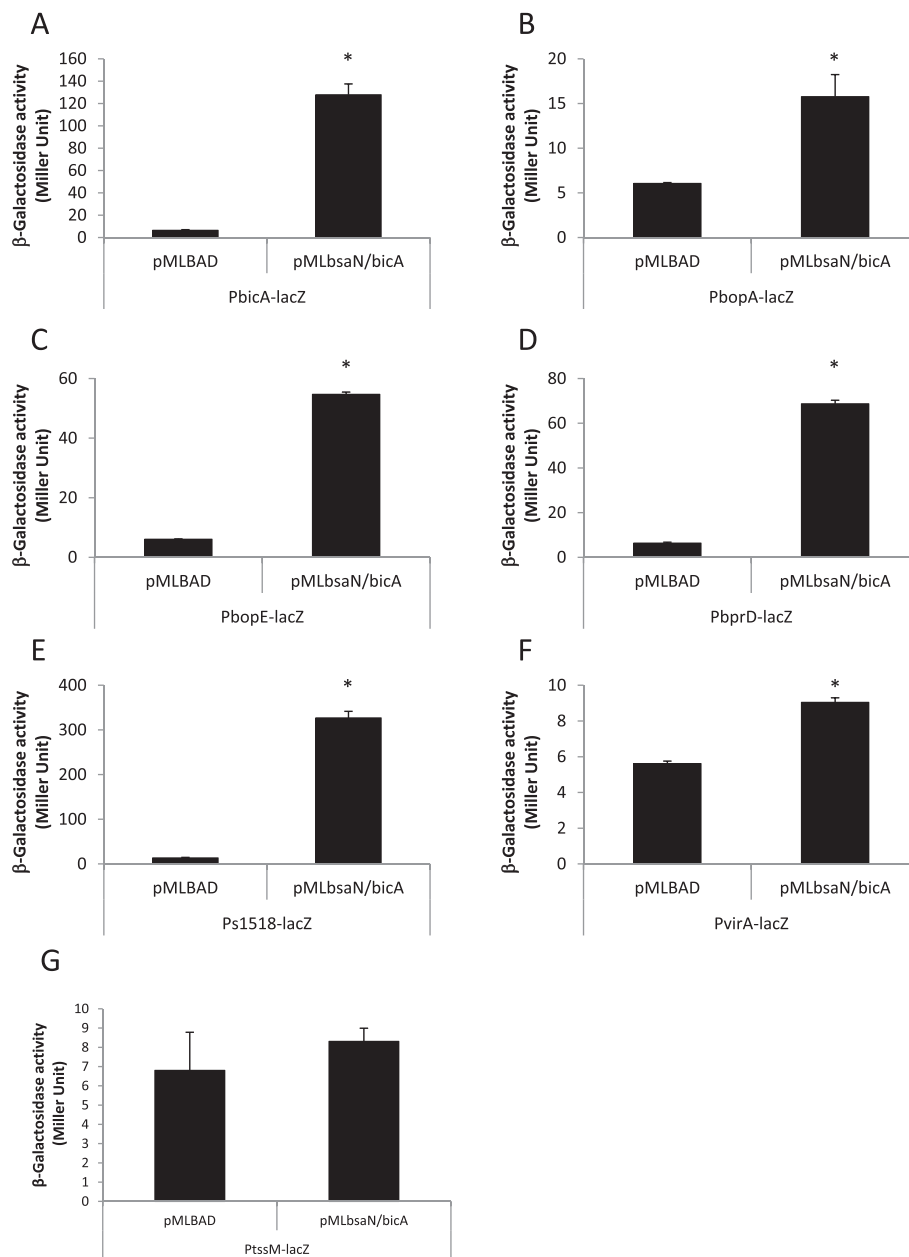 A
β-Galactosidase activity
(Miller Unit)
160
140
120
100
80
60
40
20
0
pMLBAD
pMLbsaN/bicA
*
PbicA-lacZ
B
β-Galactosidase activity
(Miller Unit)
20
15
10
5
0
pMLBAD
pMLbsaN/bicA
*
PbopA-lacZ
C
β-Galactosidase activity
(Miller Unit)
60
40
20
0
pMLBAD
pMLbsaN/bicA
*
PbopE-lacZ
D
β-Galactosidase activity
(Miller Unit)
80
60
40
20
0
pMLBAD
pMLbsaN/bicA
*
PbprD-lacZ
E
β-Galactosidase activity
(Miller Unit)
400
300
200
100
0
pMLBAD
pMLbsaN/bicA
*
Ps1518-lacZ
F
β-Galactosidase activity
(Miller Unit)
10
8
6
4
2
0
pMLBAD
pMLbsaN/bicA
*
PvirA-lacZ
G
β-Galactosidase activity
(Miller Unit)
10
9
8
7
6
5
4
3
2
1
0
pMLBAD
pMLbsaN/bicA
PtssM-lacZ